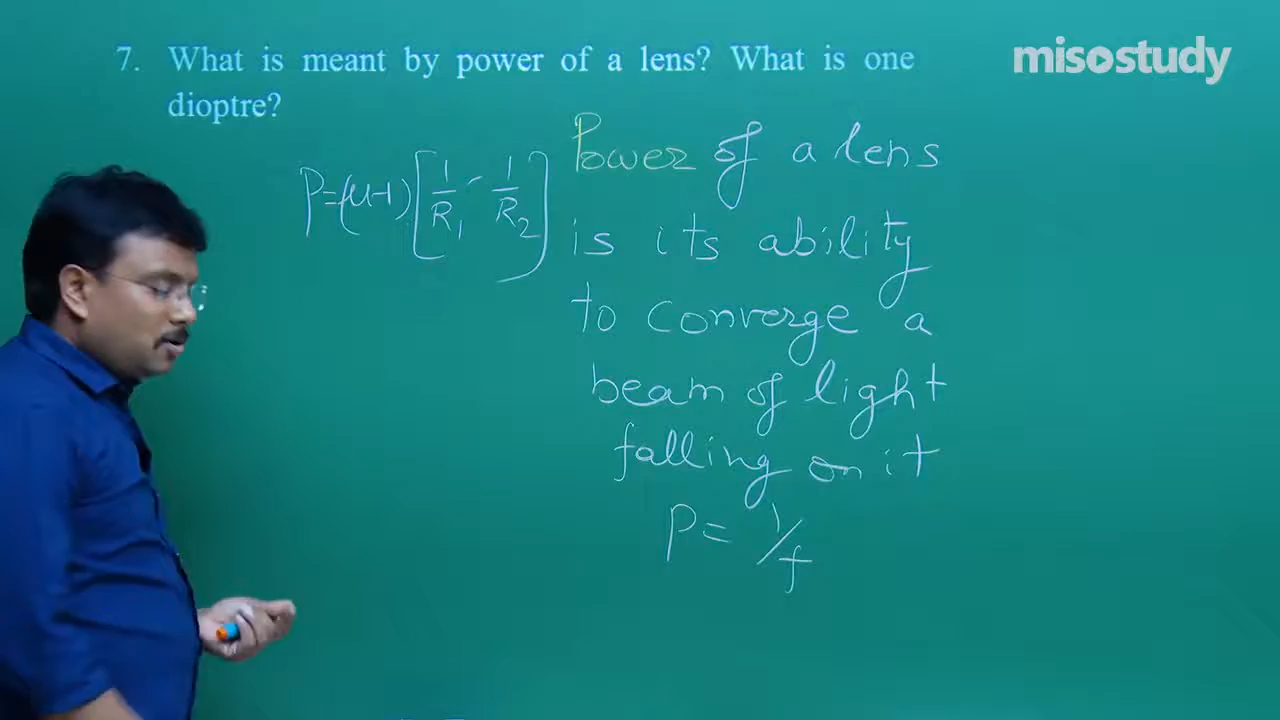 7. What is meant by power of a lens? What is one
dioptre?
misostudy
P=(μ-1)[1/R₁ - 1/R₂]
Power of a lens
is its ability
to converge a
beam of light
falling on it
P= 1/f